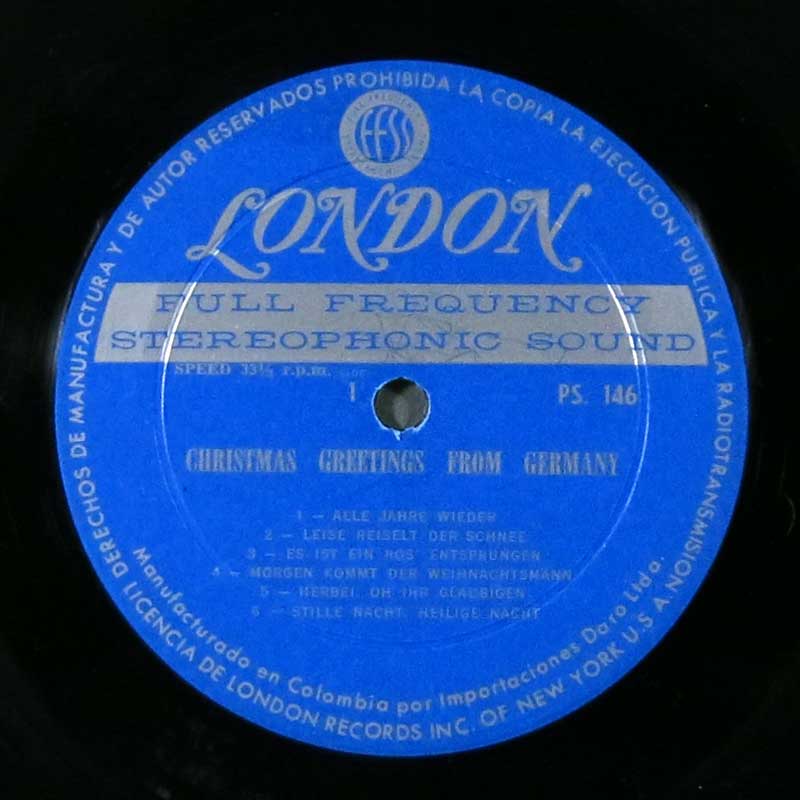 DERECHOS DE MANUFACTURA Y DE AUTOR RESERVADOS PROHIBIDA LA COPIA LA EJECUCION PUBLICA Y LA RADIOTRANSMISION
FFSS
LONDON
FULL FREQUENCY
STEREOPHONIC SOUND
SPEED 33⅓ r.p.m.
1 PS. 146
CHRISTMAS GREETINGS FROM GERMANY
1 – ALLE JAHRE WIEDER
2 – LEISE REISELT DER SCHNEE
3 – ES IST EIN ROS' ENTSPRUNGEN
4 – MORGEN KOMMT DER WEIHNACHTSMANN
5 – HERBEI, OH IHR GLAUBIGEN
6 – STILLE NACHT, HEILIGE NACHT
Manufacturado en Colombia por Importaciones Daro Ltda
LICENCIA DE LONDON RECORDS INC. OF NEW YORK U.S.A.